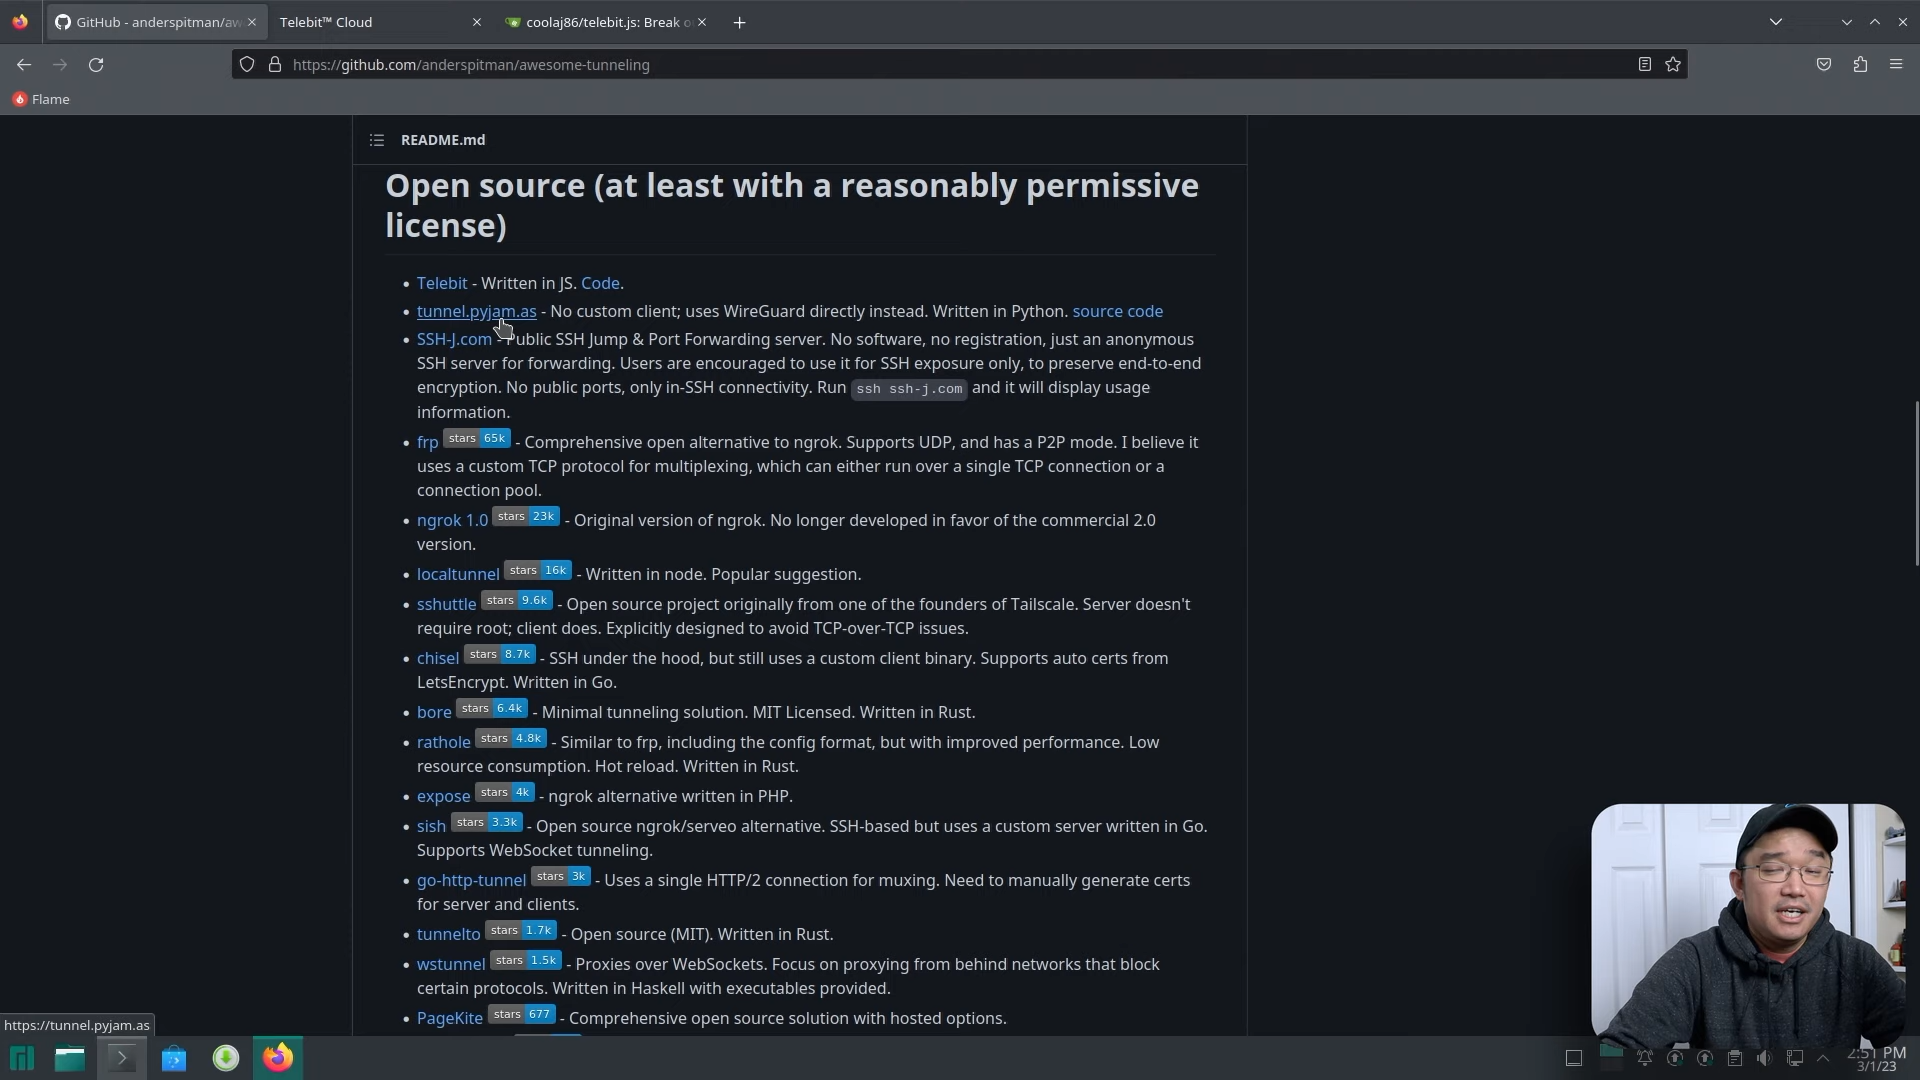 GitHub - anderspitman/aw
Telebit™ Cloud
coolaj86/telebit.js: Break o
https://github.com/anderspitman/awesome-tunneling
Flame
README.md
Open source (at least with a reasonably permissive
license)
Telebit - Written in JS. Code.
tunnel.pyjam.as - No custom client; uses WireGuard directly instead. Written in Python. source code
SSH-J.com - Public SSH Jump & Port Forwarding server. No software, no registration, just an anonymous
SSH server for forwarding. Users are encouraged to use it for SSH exposure only, to preserve end-to-end
encryption. No public ports, only in-SSH connectivity. Run ssh ssh-j.com and it will display usage
information.
frp stars 65k - Comprehensive open alternative to ngrok. Supports UDP, and has a P2P mode. I believe it
uses a custom TCP protocol for multiplexing, which can either run over a single TCP connection or a
connection pool.
ngrok 1.0 stars 23k - Original version of ngrok. No longer developed in favor of the commercial 2.0
version.
localtunnel stars 16k - Written in node. Popular suggestion.
sshuttle stars 9.6k - Open source project originally from one of the founders of Tailscale. Server doesn't
require root; client does. Explicitly designed to avoid TCP-over-TCP issues.
chisel stars 8.7k - SSH under the hood, but still uses a custom client binary. Supports auto certs from
LetsEncrypt. Written in Go.
bore stars 6.4k - Minimal tunneling solution. MIT Licensed. Written in Rust.
rathole stars 4.8k - Similar to frp, including the config format, but with improved performance. Low
resource consumption. Hot reload. Written in Rust.
expose stars 4k - ngrok alternative written in PHP.
sish stars 3.3k - Open source ngrok/serveo alternative. SSH-based but uses a custom server written in Go.
Supports WebSocket tunneling.
go-http-tunnel stars 3k - Uses a single HTTP/2 connection for muxing. Need to manually generate certs
for server and clients.
tunnelto stars 1.7k - Open source (MIT). Written in Rust.
wstunnel stars 1.5k - Proxies over WebSockets. Focus on proxying from behind networks that block
certain protocols. Written in Haskell with executables provided.
PageKite stars 677 - Comprehensive open source solution with hosted options.
https://tunnel.pyjam.as
2:51 PM
3/1/23